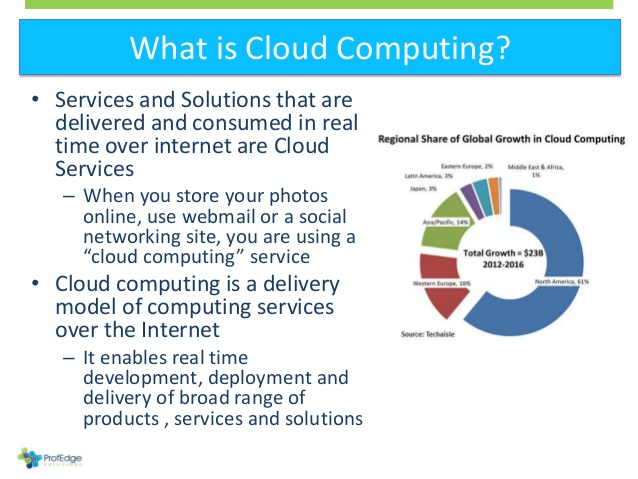 What is Cloud Computing?
• Services and Solutions that are
delivered and consumed in real
time over internet are Cloud
Services
– When you store your photos
online, use webmail or a social
networking site, you are using a
“cloud computing” service
• Cloud computing is a delivery
model of computing services
over the Internet
– It enables real time
development, deployment and
delivery of broad range of
products , services and solutions
Regional Share of Global Growth in Cloud Computing
Eastern Europe, 2%
Middle East & Africa,
1%
Latin America, 3%
Japan, 3%
Asia/Pacific, 14%
Total Growth = $23B
2012-2016
Western Europe, 16%
North America, 61%
Source: Techaisle
ProfEdge
SOLUTIONS